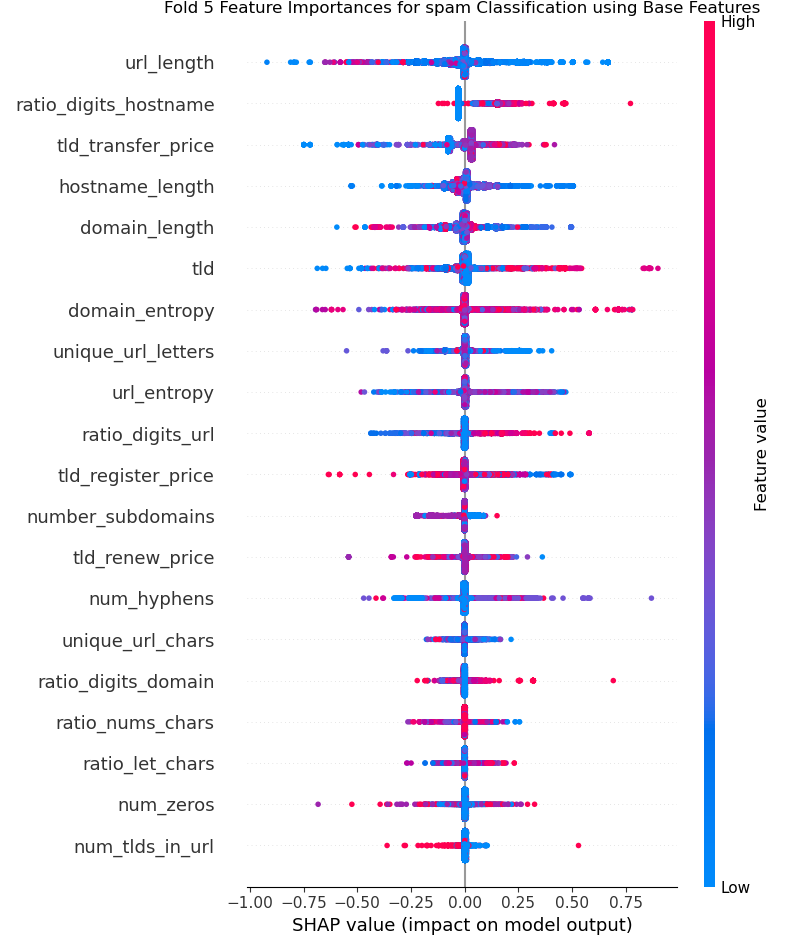 Fold 5 Feature Importances for spam Classification using Base Features
High
url_length
ratio_digits_hostname
tld_transfer_price
hostname_length
domain_length
tld
domain_entropy
unique_url_letters
url_entropy
ratio_digits_url
tld_register_price
number_subdomains
tld_renew_price
num_hyphens
unique_url_chars
ratio_digits_domain
ratio_nums_chars
ratio_let_chars
num_zeros
num_tlds_in_url
Feature value
Low
−1.00 −0.75 −0.50 −0.25 0.00 0.25 0.50 0.75
SHAP value (impact on model output)